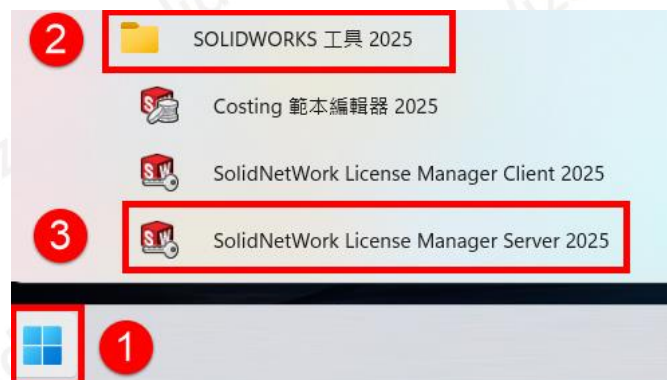 2
SOLIDWORKS 工具 2025
Costing 範本編輯器 2025
SolidNetWork License Manager Client 2025
3
SolidNetWork License Manager Server 2025
1